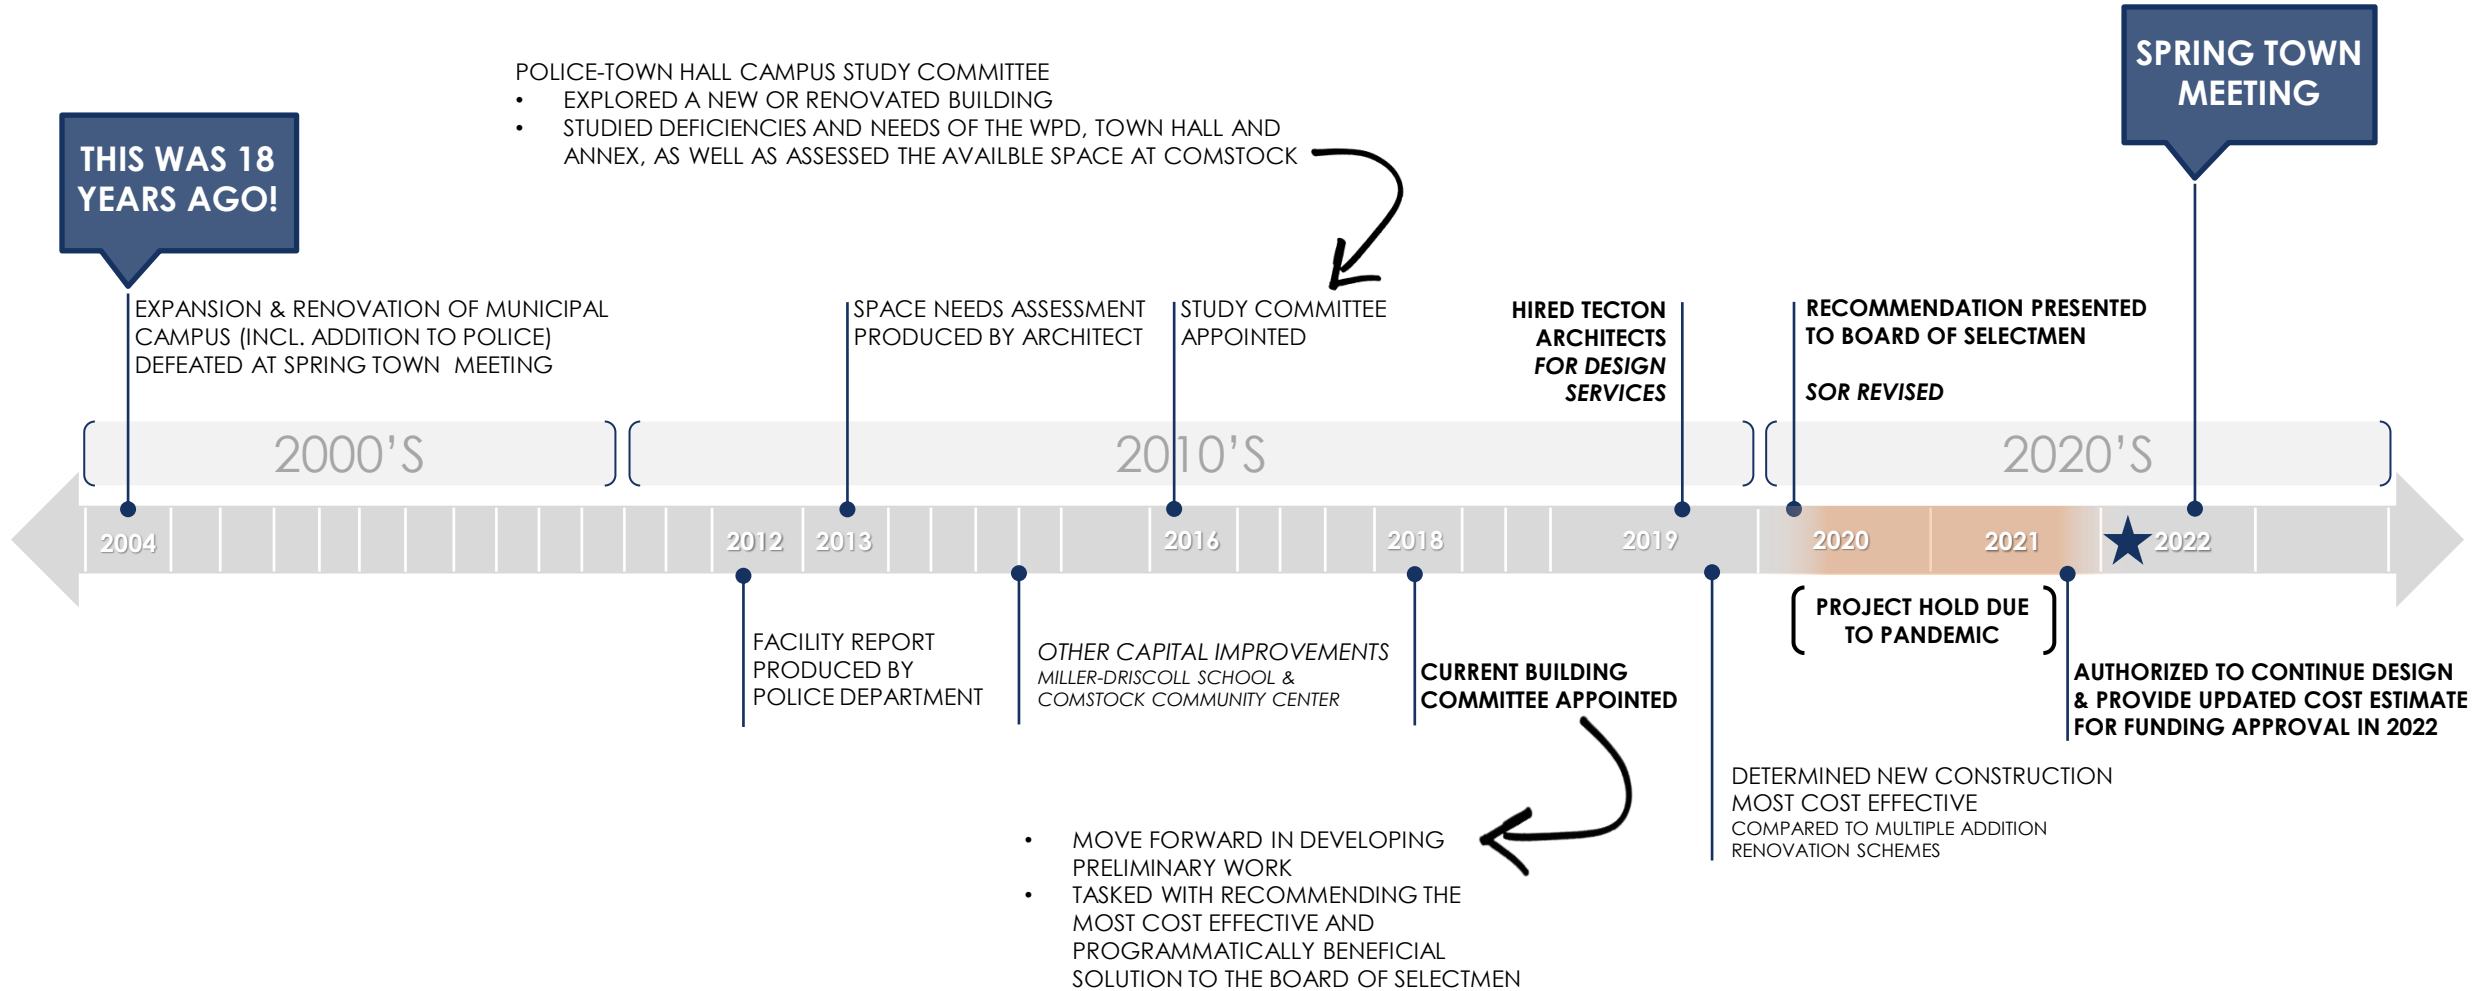 SPRING TOWN
MEETING
POLICE-TOWN HALL CAMPUS STUDY COMMITTEE
• EXPLORED A NEW OR RENOVATED BUILDING
• STUDIED DEFICIENCIES AND NEEDS OF THE WPD, TOWN HALL AND
ANNEX, AS WELL AS ASSESSED THE AVAILBLE SPACE AT COMSTOCK
THIS WAS 18
YEARS AGO!
EXPANSION & RENOVATION OF MUNICIPAL
CAMPUS (INCL. ADDITION TO POLICE)
DEFEATED AT SPRING TOWN MEETING
SPACE NEEDS ASSESSMENT
PRODUCED BY ARCHITECT
STUDY COMMITTEE
APPOINTED
HIRED TECTON
ARCHITECTS
FOR DESIGN
SERVICES
RECOMMENDATION PRESENTED
TO BOARD OF SELECTMEN
SOR REVISED
2000'S
2010'S
2020'S
2004
2012
2013
2016
2018
2019
2020
2021
2022
PROJECT HOLD DUE
TO PANDEMIC
FACILITY REPORT
PRODUCED BY
POLICE DEPARTMENT
OTHER CAPITAL IMPROVEMENTS
MILLER-DRISCOLL SCHOOL &
COMSTOCK COMMUNITY CENTER
CURRENT BUILDING
COMMITTEE APPOINTED
AUTHORIZED TO CONTINUE DESIGN
& PROVIDE UPDATED COST ESTIMATE
FOR FUNDING APPROVAL IN 2022
DETERMINED NEW CONSTRUCTION
MOST COST EFFECTIVE
COMPARED TO MULTIPLE ADDITION
RENOVATION SCHEMES
• MOVE FORWARD IN DEVELOPING
PRELIMINARY WORK
• TASKED WITH RECOMMENDING THE
MOST COST EFFECTIVE AND
PROGRAMMATICALLY BENEFICIAL
SOLUTION TO THE BOARD OF SELECTMEN